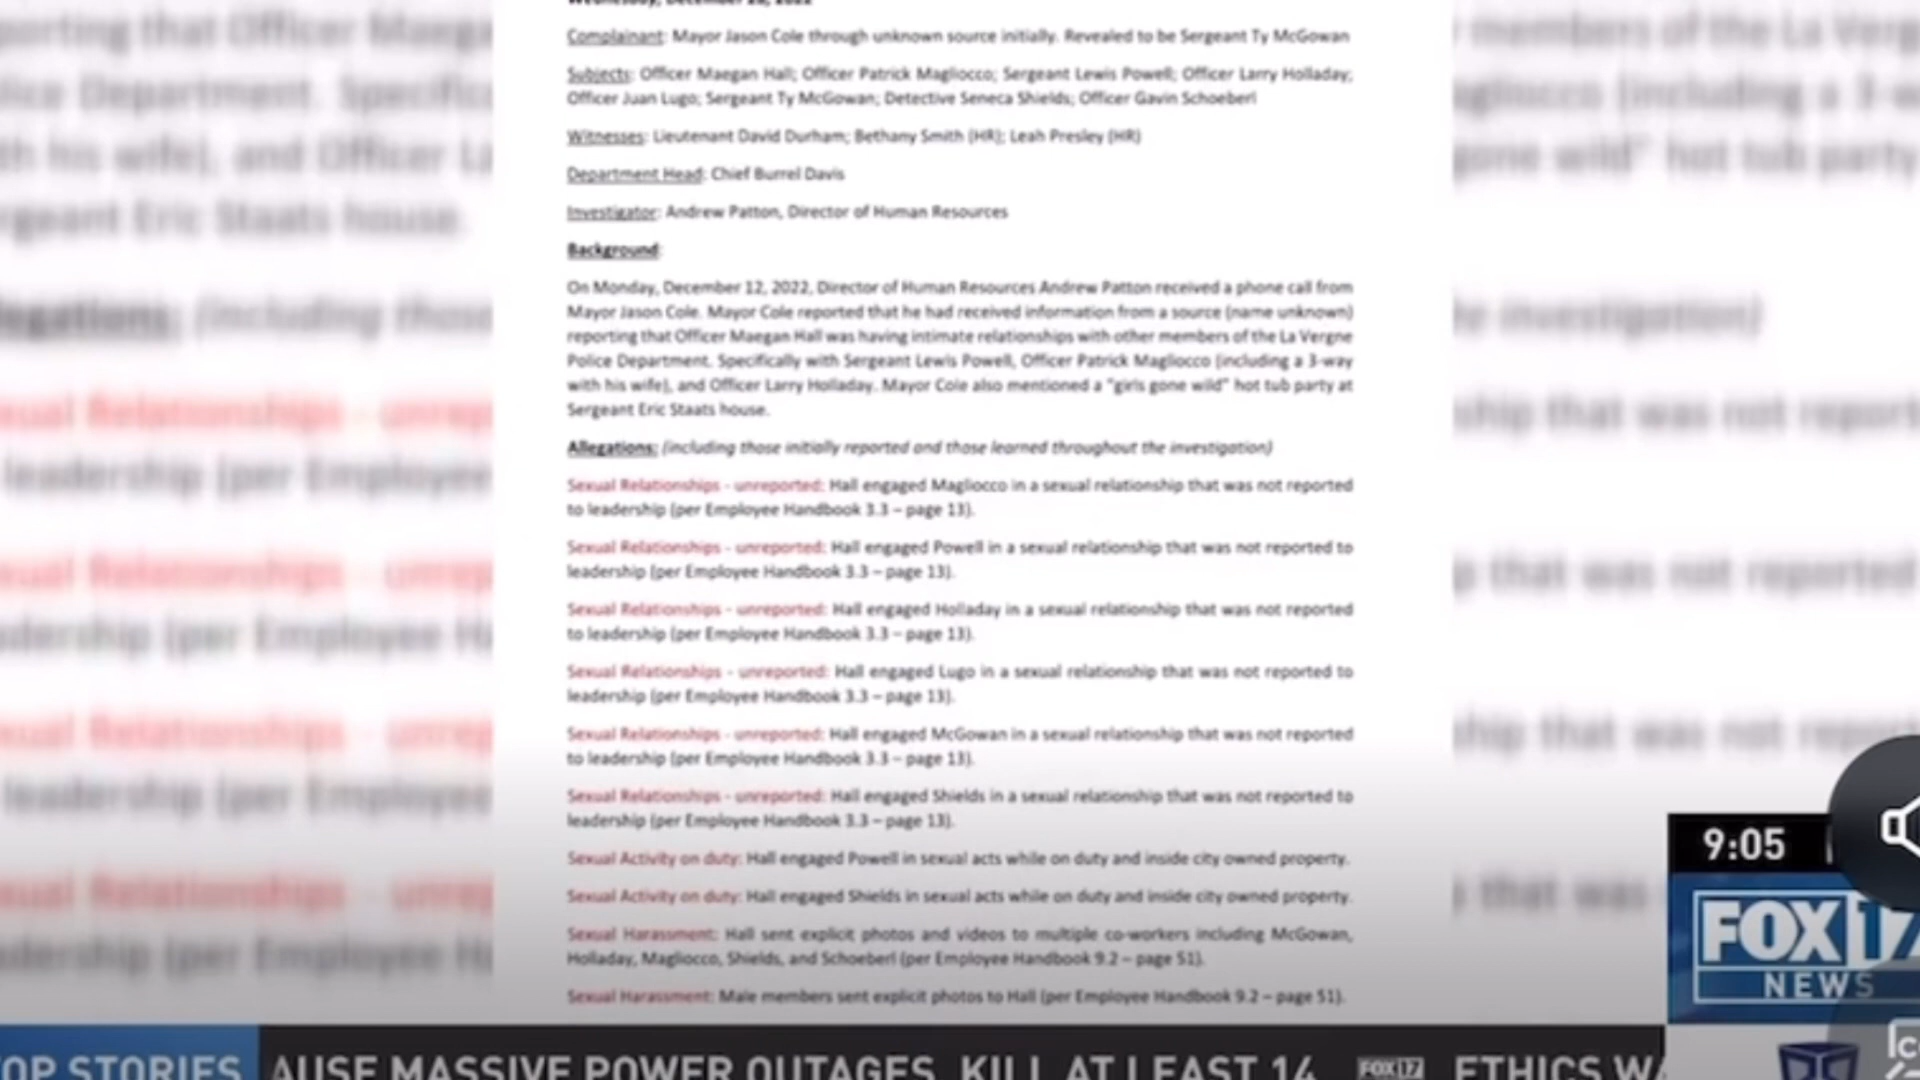 Wednesday, December 28, 2022
Complainant: Mayor Jason Cole through unknown source initially. Revealed to be Sergeant Ty McGowan
Subjects: Officer Maegan Hall; Officer Patrick Magliocco; Sergeant Lewis Powell; Officer Larry Holladay;
Officer Juan Lugo; Sergeant Ty McGowan; Detective Seneca Shields; Officer Gavin Schoeberl
Witnesses: Lieutenant David Durham; Bethany Smith (HR); Leah Presley (HR)
Department Head: Chief Burrel Davis
Investigator: Andrew Patton, Director of Human Resources
Background:
On Monday, December 12, 2022, Director of Human Resources Andrew Patton received a phone call from
Mayor Jason Cole. Mayor Cole reported that he had received information from a source (name unknown)
reporting that Officer Maegan Hall was having intimate relationships with other members of the La Vergne
Police Department. Specifically with Sergeant Lewis Powell, Officer Patrick Magliocco (including a 3-way
with his wife), and Officer Larry Holladay. Mayor Cole also mentioned a "girls gone wild" hot tub party at
Sergeant Eric Staats house.
Allegations: (including those initially reported and those learned throughout the investigation)
Sexual Relationships - unreported: Hall engaged Magliocco in a sexual relationship that was not reported
to leadership (per Employee Handbook 3.3 – page 13).
Sexual Relationships - unreported: Hall engaged Powell in a sexual relationship that was not reported to
leadership (per Employee Handbook 3.3 – page 13).
Sexual Relationships - unreported: Hall engaged Holladay in a sexual relationship that was not reported
to leadership (per Employee Handbook 3.3 – page 13).
Sexual Relationships - unreported: Hall engaged Lugo in a sexual relationship that was not reported to
leadership (per Employee Handbook 3.3 – page 13).
Sexual Relationships - unreported: Hall engaged McGowan in a sexual relationship that was not reported
to leadership (per Employee Handbook 3.3 – page 13).
Sexual Relationships - unreported: Hall engaged Shields in a sexual relationship that was not reported to
leadership (per Employee Handbook 3.3 – page 13).
Sexual Activity on duty: Hall engaged Powell in sexual acts while on duty and inside city owned property.
Sexual Activity on duty: Hall engaged Shields in sexual acts while on duty and inside city owned property.
Sexual Harassment: Hall sent explicit photos and videos to multiple co-workers including McGowan,
Holladay, Magliocco, Shields, and Schoeberl (per Employee Handbook 9.2 – page 51).
Sexual Harassment: Male members sent explicit photos to Hall (per Employee Handbook 9.2 – page 51).
9:05
FOX 17
NEWS
OP STORIES AUSE MASSIVE POWER OUTAGES, KILL AT LEAST 14 FOX17 ETHICS WA